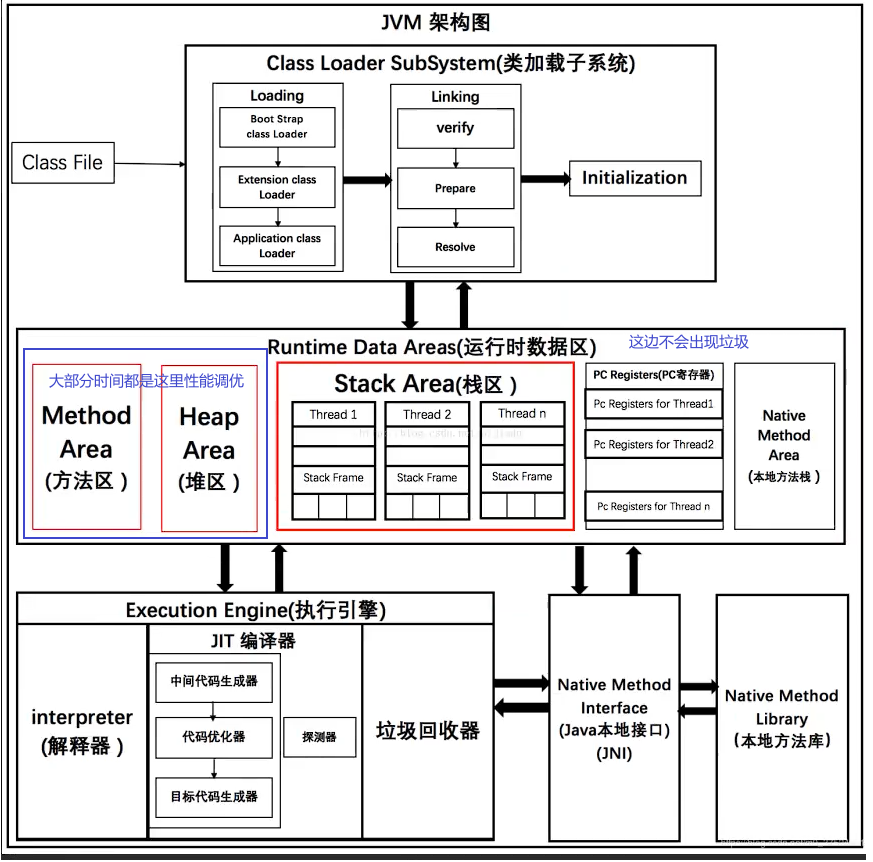 JVM 架构图
Class Loader SubSystem(类加载子系统)
Loading
Boot Strap
class Loader
Extension class
Loader
Application class
Loader
Linking
verify
Prepare
Resolve
Class File
Initialization
Runtime Data Areas(运行时数据区)
这边不会出现垃圾
大部分时间都是这里性能调优
Method
Area
(方法区 )
Heap
Area
(堆区 )
Stack Area(栈区 )
Thread 1
Stack Frame
Thread 2
Stack Frame
Thread n
Stack Frame
PC Registers(PC寄存器)
Pc Registers for Thread1
Pc Registers for Thread2
Pc Registers for Thread n
Native
Method
Area
(本地方法栈 )
Execution Engine(执行引擎)
interpreter
(解释器 )
JIT 编译器
中间代码生成器
代码优化器
目标代码生成器
探测器
垃圾回收器
Native Method
Interface
(Java本地接口)
(JNI)
Native Method
Library
(本地方法库)